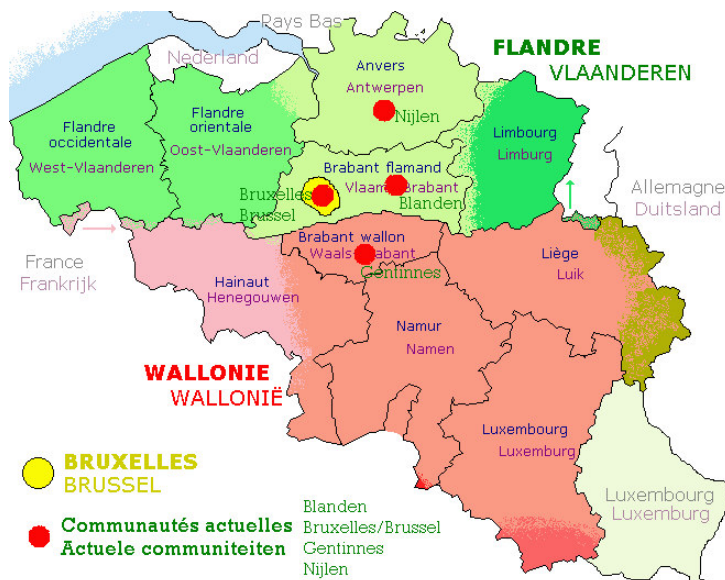 Pays Bas
Nederland
FLANDRE
VLAANDEREN
Anvers
Antwerpen
Nijlen
Flandre
occidentale
West-Vlaanderen
Flandre
orientale
Oost-Vlaanderen
Limbourg
Limburg
Brabant flamand
Vlaams Brabant
Blanden
Bruxelles
Brussel
Allemagne
Duitsland
France
Frankrijk
Brabant wallon
Waals-Brabant
Gentinnes
Hainaut
Henegouwen
Liège
Luik
Namur
Namen
WALLONIE
WALLONIË
Luxembourg
Luxemburg
Luxembourg
Luxemburg
BRUXELLES
BRUSSEL
Communautés actuelles
Actuele communiteiten
Blanden
Bruxelles/Brussel
Gentinnes
Nijlen